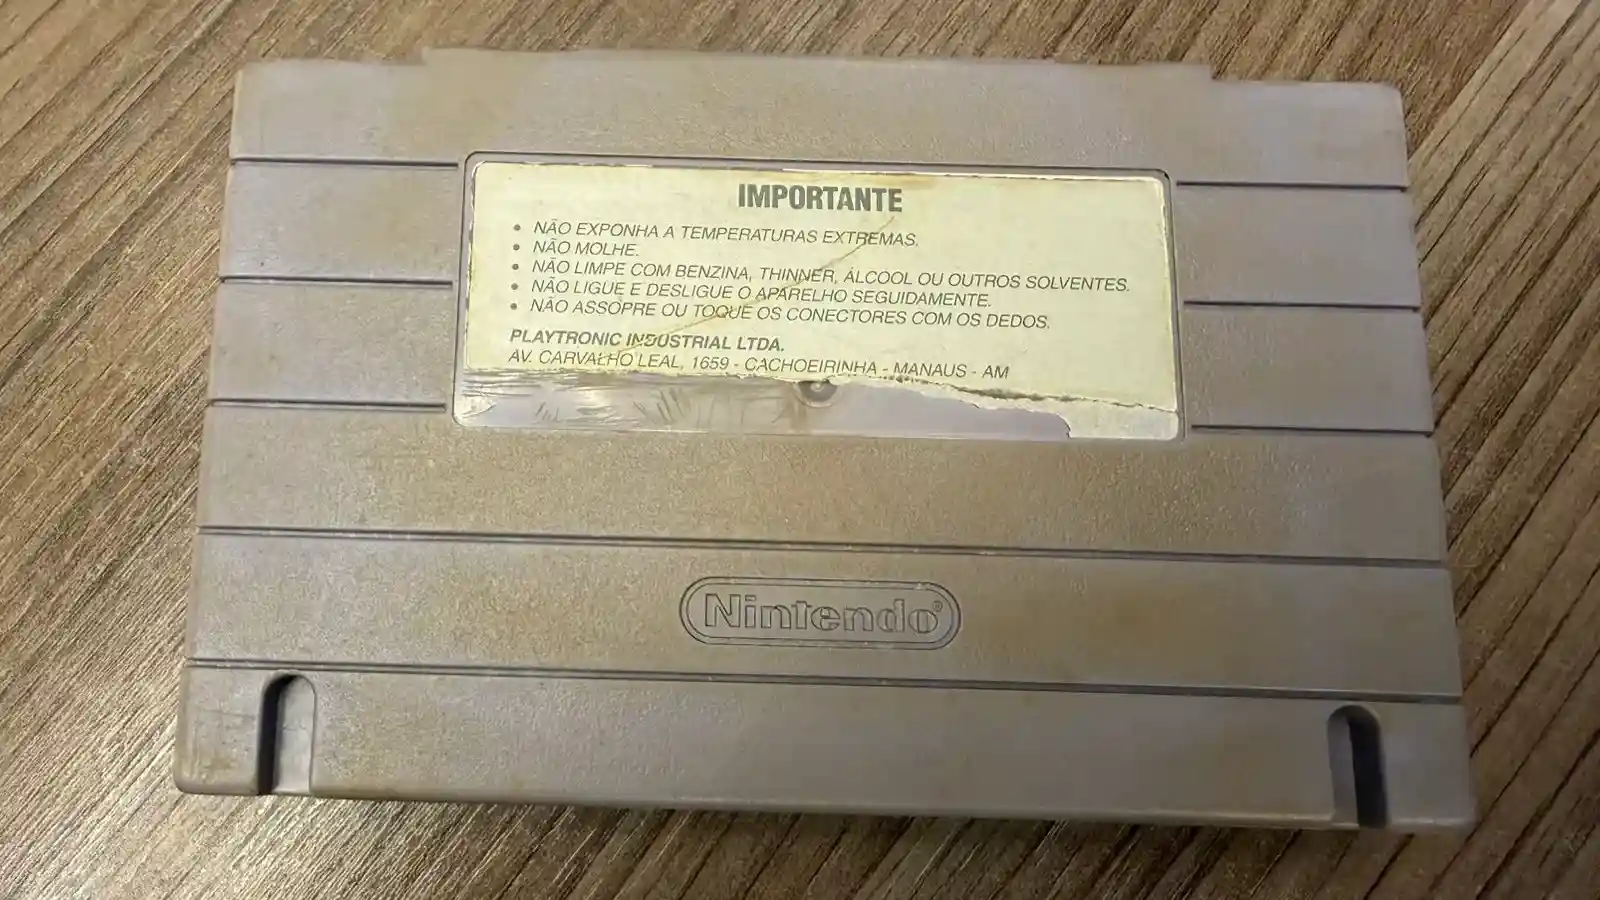 IMPORTANTE
• NÃO EXPONHA A TEMPERATURAS EXTREMAS.
• NÃO MOLHE.
• NÃO LIMPE COM BENZINA, THINNER, ÁLCOOL OU OUTROS SOLVENTES.
• NÃO LIGUE E DESLIGUE O APARELHO SEGUIDAMENTE.
• NÃO ASSOPRE OU TOQUE OS CONECTORES COM OS DEDOS.
PLAYTRONIC INDUSTRIAL LTDA.
AV. CARVALHO LEAL, 1659 - CACHOEIRINHA - MANAUS - AM
Nintendo®